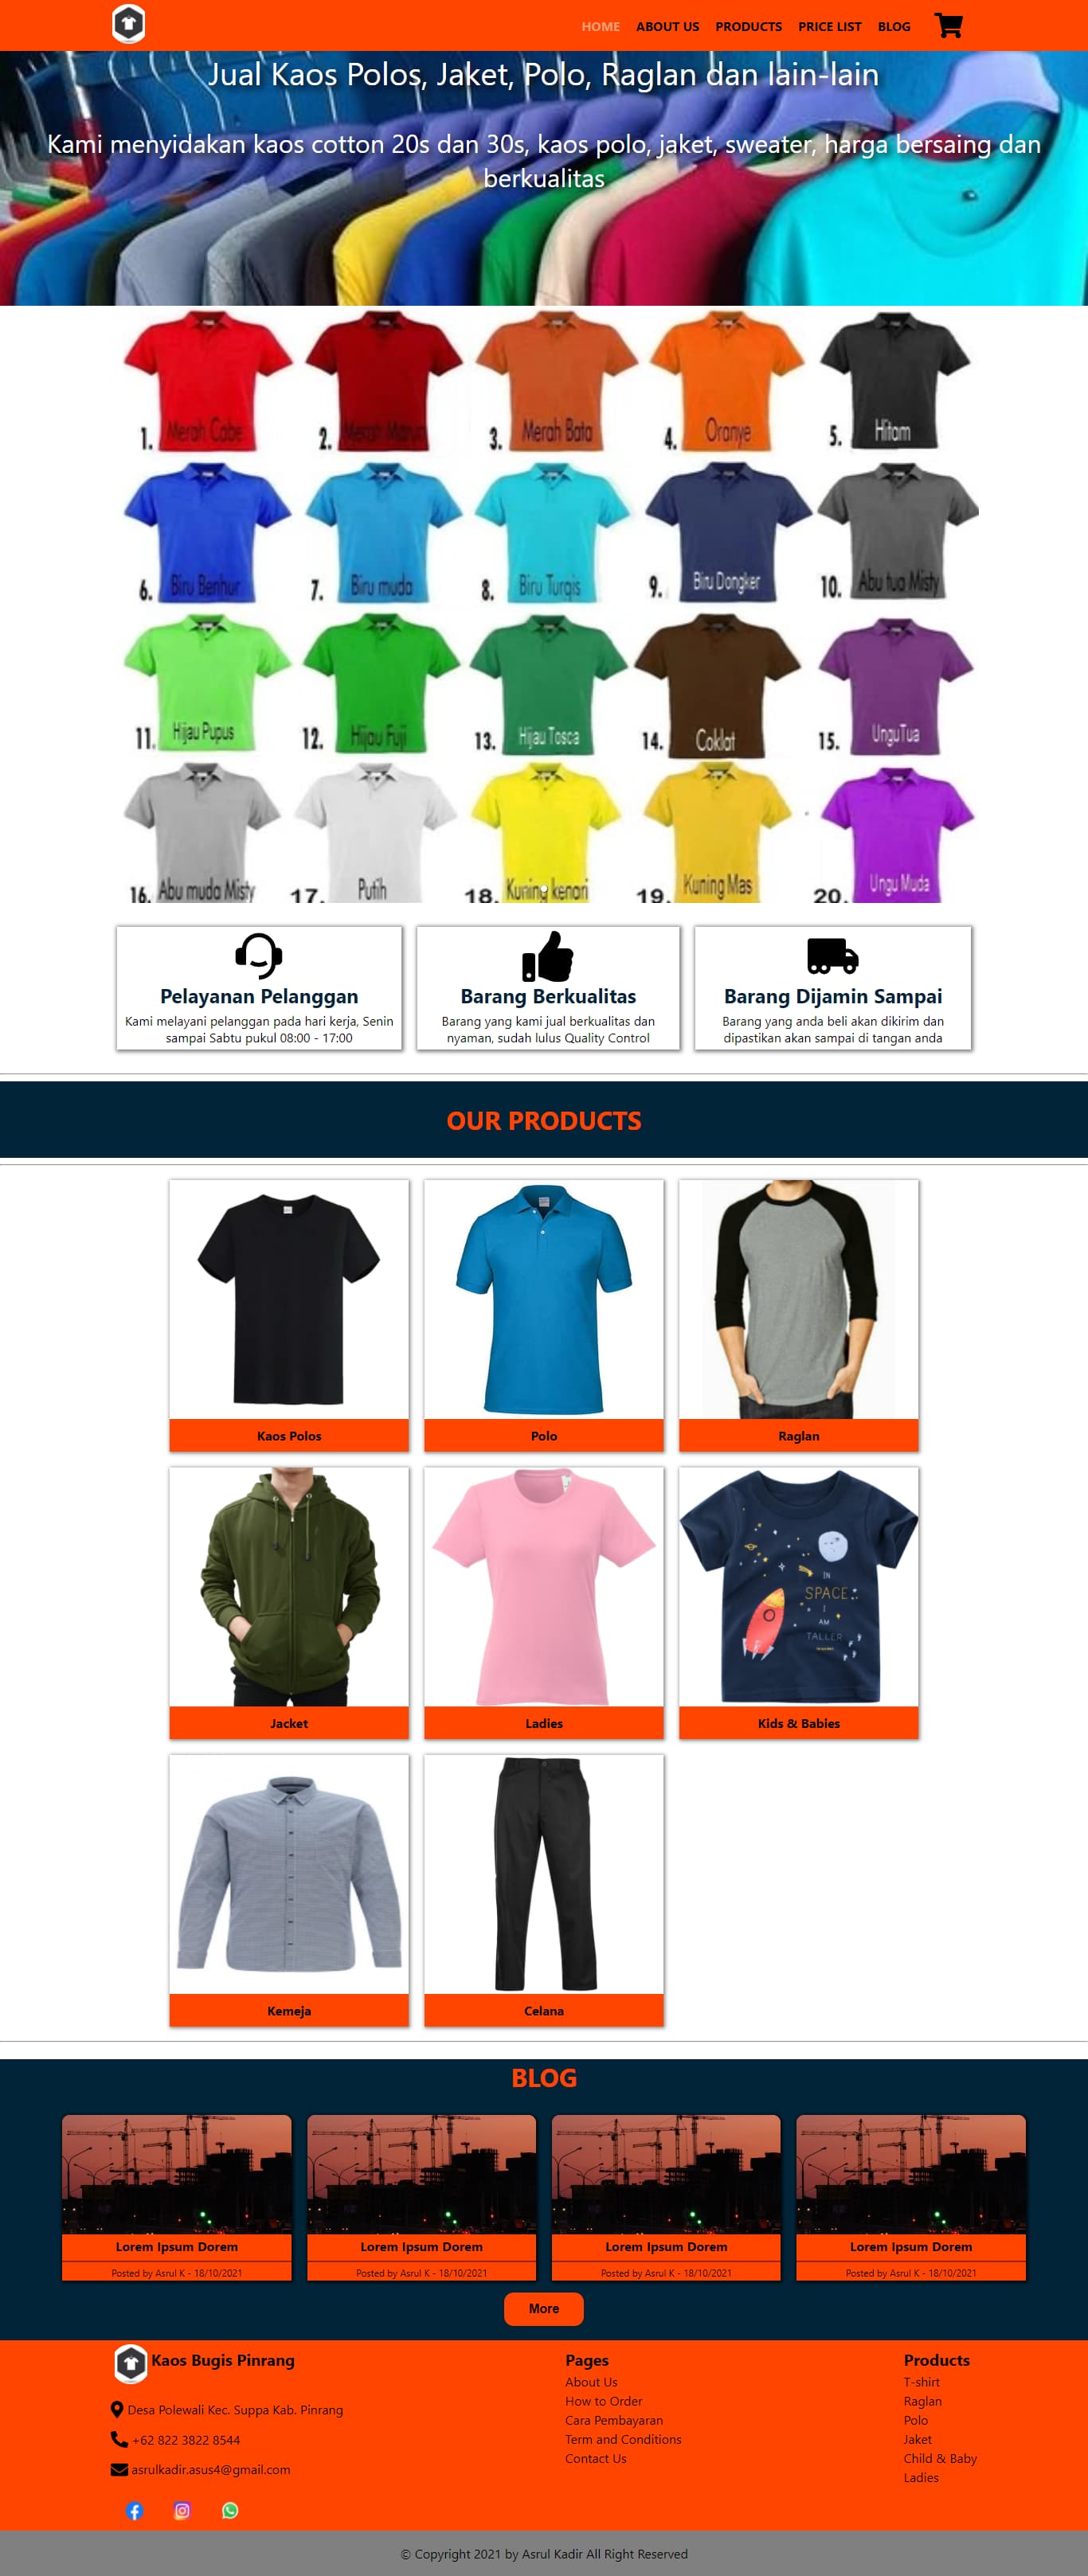 HOME ABOUT US PRODUCTS PRICE LIST BLOG
Jual Kaos Polos, Jaket, Polo, Raglan dan lain-lain
Kami menyidakan kaos cotton 20s dan 30s, kaos polo, jaket, sweater, harga bersaing dan
berkualitas
1. Merah Cabe
2. Merah Marun
3. Merah Bata
4. Oranye
5. Hitam
6. Biru Benhur
7. Biru muda
8. Biru Turqis
9. Biru Dongker
10. Abu tua Misty
11. Hijau Pupus
12. Hijau Fuji
13. Hijau Tosca
14. Coklat
15. UnguTua
16. Abu muda Misty
17. Putih
18. Kuning kenari
19. Kuning Mas
20. Ungu Muda
Pelayanan Pelanggan
Kami melayani pelanggan pada hari kerja, Senin
sampai Sabtu pukul 08:00 - 17:00
Barang Berkualitas
Barang yang kami jual berkualitas dan
nyaman, sudah lulus Quality Control
Barang Dijamin Sampai
Barang yang anda beli akan dikirim dan
dipastikan akan sampai di tangan anda
OUR PRODUCTS
Kaos Polos
Polo
Raglan
IN
SPACE
I
AM
TALLER
Jacket
Ladies
Kids & Babies
Kemeja
Celana
BLOG
Lorem Ipsum Dorem
Posted by Asrul K - 18/10/2021
Lorem Ipsum Dorem
Posted by Asrul K - 18/10/2021
Lorem Ipsum Dorem
Posted by Asrul K - 18/10/2021
Lorem Ipsum Dorem
Posted by Asrul K - 18/10/2021
More
Kaos Bugis Pinrang
Desa Polewali Kec. Suppa Kab. Pinrang
+62 822 3822 8544
asrulkadir.asus4@gmail.com
Pages
About Us
How to Order
Cara Pembayaran
Term and Conditions
Contact Us
Products
T-shirt
Raglan
Polo
Jaket
Child & Baby
Ladies
© Copyright 2021 by Asrul Kadir All Right Reserved